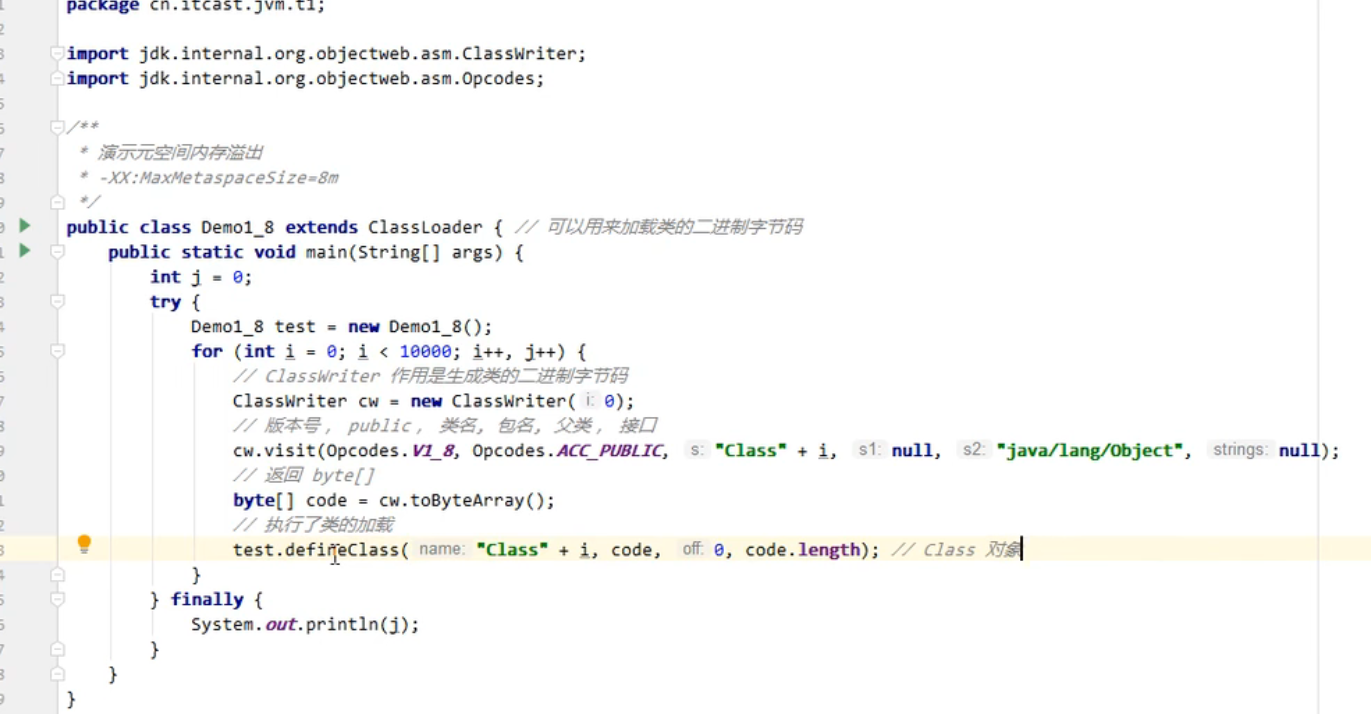 package cn.itcast.jvm.t1;
import jdk.internal.org.objectweb.asm.ClassWriter;
import jdk.internal.org.objectweb.asm.Opcodes;
/**
* 演示元空间内存溢出
* -XX:MaxMetaspaceSize=8m
*/
public class Demo1_8 extends ClassLoader { // 可以用来加载类的二进制字节码
public static void main(String[] args) {
int j = 0;
try {
Demo1_8 test = new Demo1_8();
for (int i = 0; i < 10000; i++, j++) {
// ClassWriter 作用是生成类的二进制字节码
ClassWriter cw = new ClassWriter( i: 0);
// 版本号, public, 类名, 包名, 父类, 接口
cw.visit(Opcodes.V1_8, Opcodes.ACC_PUBLIC, s: "Class" + i, s1: null, s2: "java/lang/Object", strings: null);
// 返回 byte[]
byte[] code = cw.toByteArray();
// 执行了类的加载
test.defineClass( name: "Class" + i, code, off: 0, code.length); // Class 对象
}
} finally {
System.out.println(j);
}
}
}